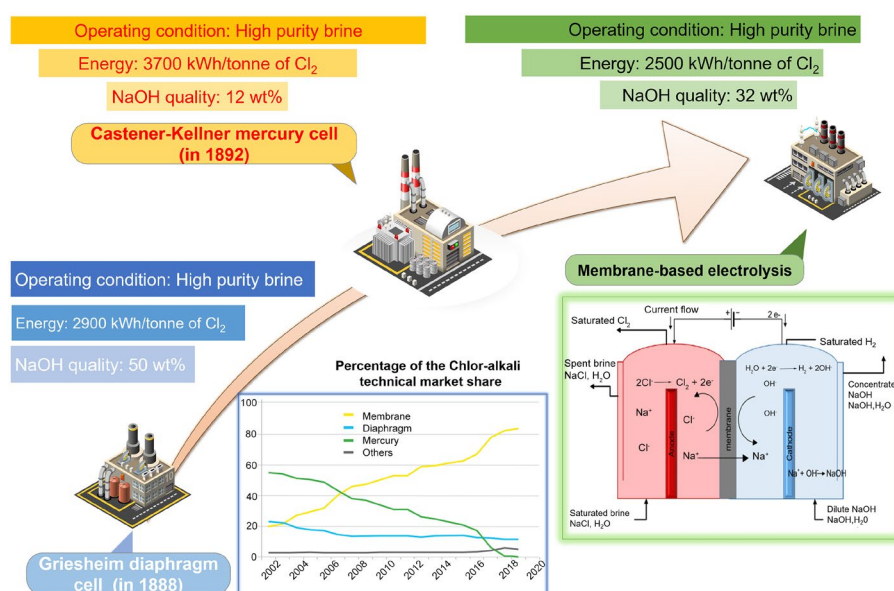 Operating condition: High purity brine
Energy: 3700 kWh/tonne of Cl₂
NaOH quality: 12 wt%
Castener-Kellner mercury cell
(in 1892)
Operating condition: High purity brine
Energy: 2500 kWh/tonne of Cl₂
NaOH quality: 32 wt%
Membrane-based electrolysis
Operating condition: High purity brine
Energy: 2900 kWh/tonne of Cl₂
NaOH quality: 50 wt%
Griesheim diaphragm
cell (in 1888)
Percentage of the Chlor-alkali
technical market share
100
80
60
40
20
0
Membrane
Diaphragm
Mercury
Others
2002
2004
2006
2008
2010
2012
2014
2016
2018
2020
Current flow
+ −
2 e-
Saturated Cl₂
Saturated H₂
Spent brine
NaCl, H₂O
2Cl⁻ → Cl₂ + 2e⁻
H₂O + 2e⁻ → H₂ + 2OH⁻
OH⁻
OH⁻
Concentrate
NaOH
NaOH,H₂O
Na⁺
Cl⁻
Cl⁻
Na⁺
Na⁺
Anode
membrane
Cathode
Na⁺ + OH⁻→NaOH
Saturated brine
NaCl, H₂O
Dilute NaOH
NaOH,H₂0